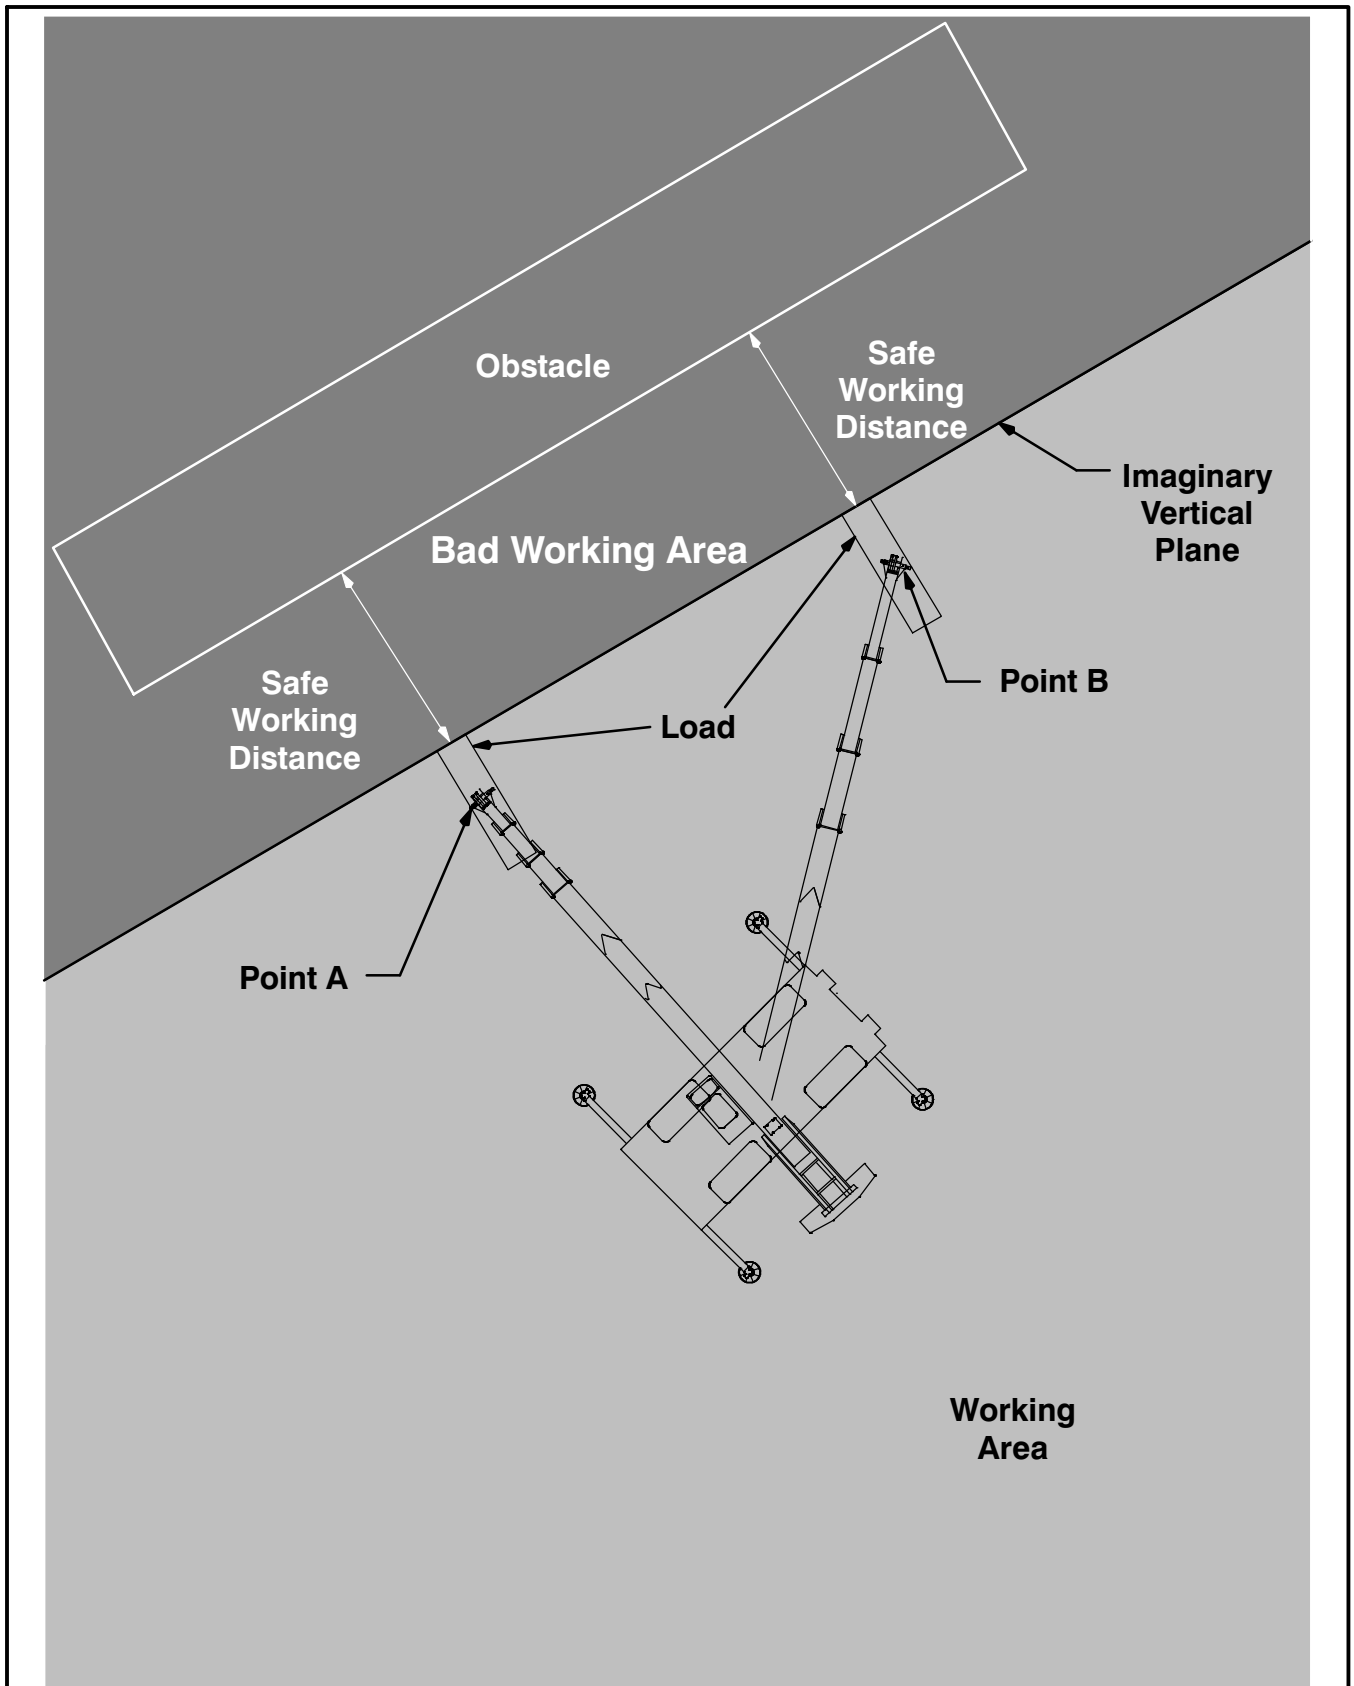 Obstacle
Safe
Working
Distance
Imaginary
Vertical
Plane
Bad Working Area
Safe
Working
Distance
Point B
Load
Point A
Working
Area